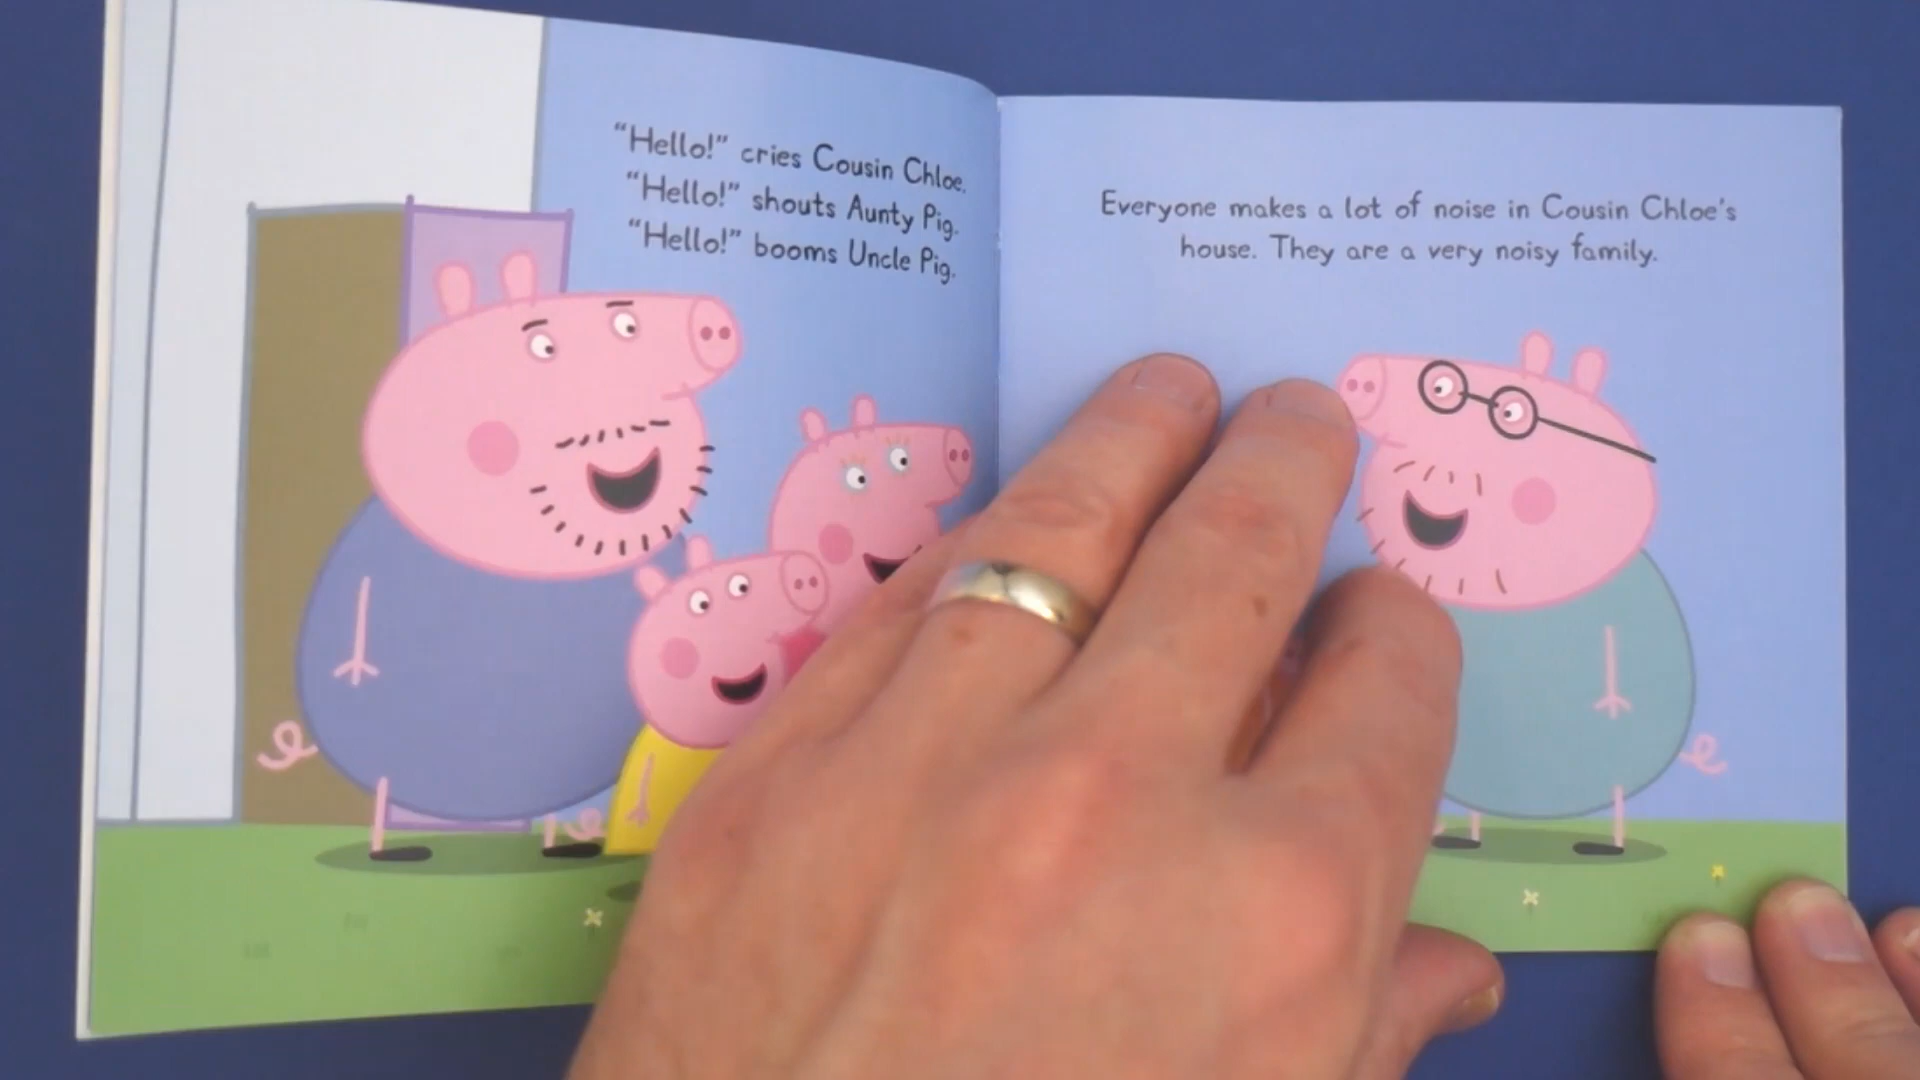 “Hello!” cries Cousin Chloe.
“Hello!” shouts Aunty Pig.
“Hello!” booms Uncle Pig.
Everyone makes a lot of noise in Cousin Chloe’s
house. They are a very noisy family.